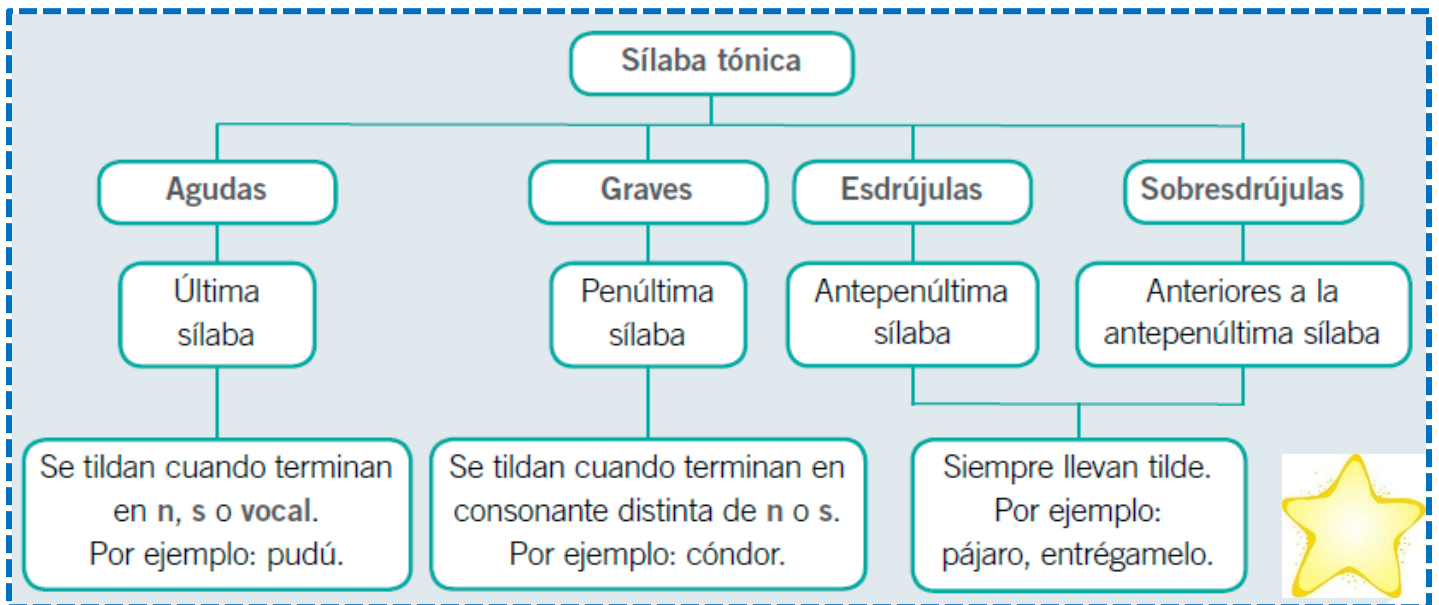 Sílaba tónica
Agudas
Graves
Esdrújulas
Sobresdrújulas
Última
sílaba
Penúltima
sílaba
Antepenúltima
sílaba
Anteriores a la
antepenúltima sílaba
Se tildan cuando terminan
en n, s o vocal.
Por ejemplo: pudú.
Se tildan cuando terminan en
consonante distinta de n o s.
Por ejemplo: cóndor.
Siempre llevan tilde.
Por ejemplo:
pájaro, entrégamelo.